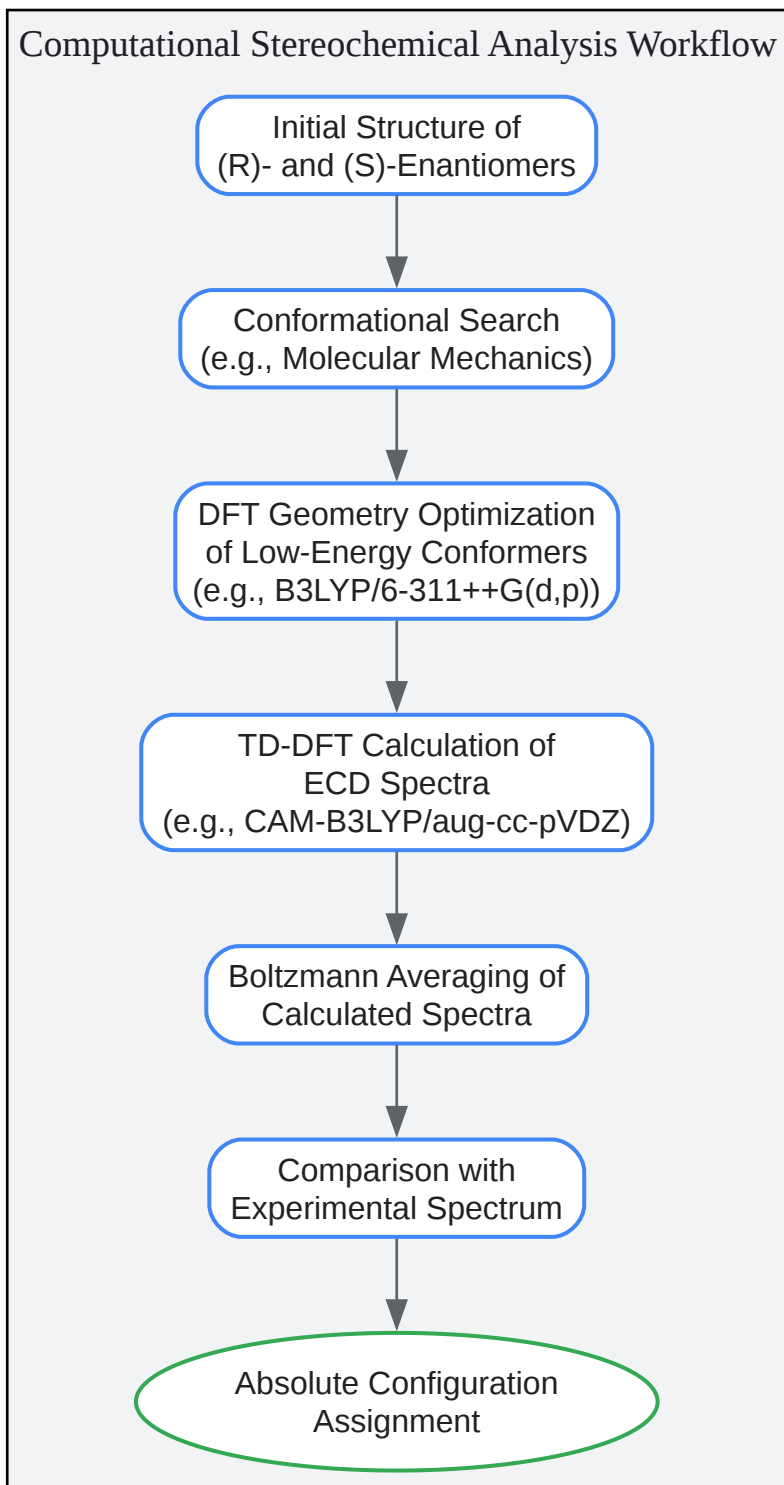 Computational Stereochemical Analysis Workflow
Initial Structure of
(R)- and (S)-Enantiomers
Conformational Search
(e.g., Molecular Mechanics)
DFT Geometry Optimization
of Low-Energy Conformers
(e.g., B3LYP/6-311++G(d,p))
TD-DFT Calculation of
ECD Spectra
(e.g., CAM-B3LYP/aug-cc-pVDZ)
Boltzmann Averaging of
Calculated Spectra
Comparison with
Experimental Spectrum
Absolute Configuration
Assignment